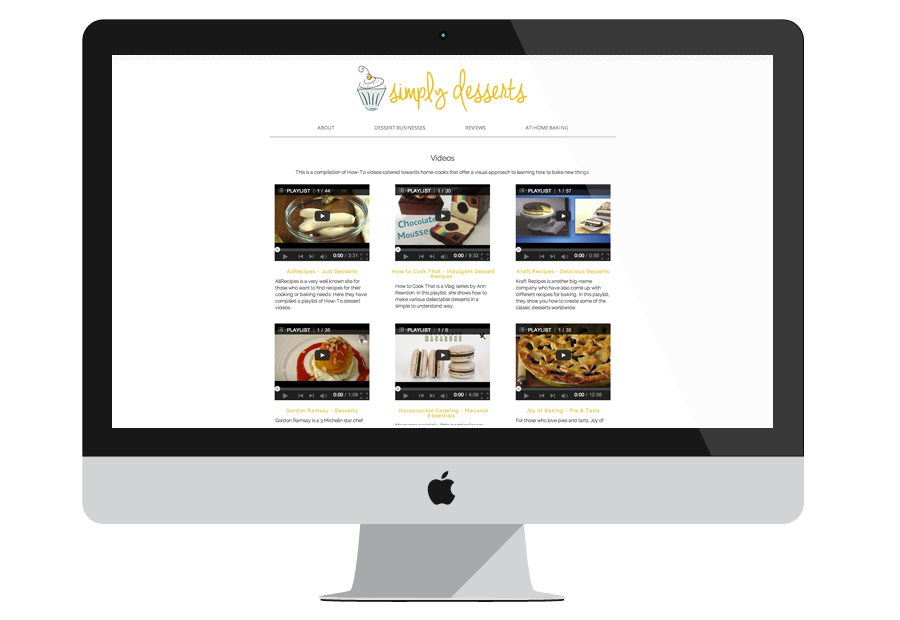 simply desserts
ABOUT DESSERT BUSINESSES REVIEWS AT-HOME BAKING
Videos
This is a compilation of How-To videos catered towards home-cooks that offer a visual approach to learning how to bake new things.
PLAYLIST | 1 / 44
0:00 / 3:31
AllRecipes - Just Desserts
AllRecipes is a very well known site for
those who want to find recipes for their
cooking or baking needs. Here they have
compiled a playlist of How-To dessert
videos.
PLAYLIST | 1 / 30
Chocolate
Mousse
0:00 / 9:32
How to Cook That - Indulgent Dessert
Recipes
How to Cook That is a Vlog series by Ann
Reardon. In this playlist, she shows how to
make various delectable desserts in a
simple to understand way.
PLAYLIST | 1 / 57
0:00 / 0:55
Kraft Recipes - Delicious Desserts
Kraft Recipes is another big-name
company, who have also come up with
different recipes for baking. In this playlist,
they show you how to create some of the
classic desserts worldwide.
PLAYLIST | 1 / 35
0:00 / 1:09
Gordon Ramsay - Desserts
Gordon Ramsay is a 3 Michelin star chef.
PLAYLIST | 1 / 6
MACARONS
0:00 / 4:06
Honeysuckle Catering - Macaron
Essentials
PLAYLIST | 1 / 35
0:00 / 12:56
Joy of Baking - Pie & Tarts
For those who love pies and tarts, Joy of